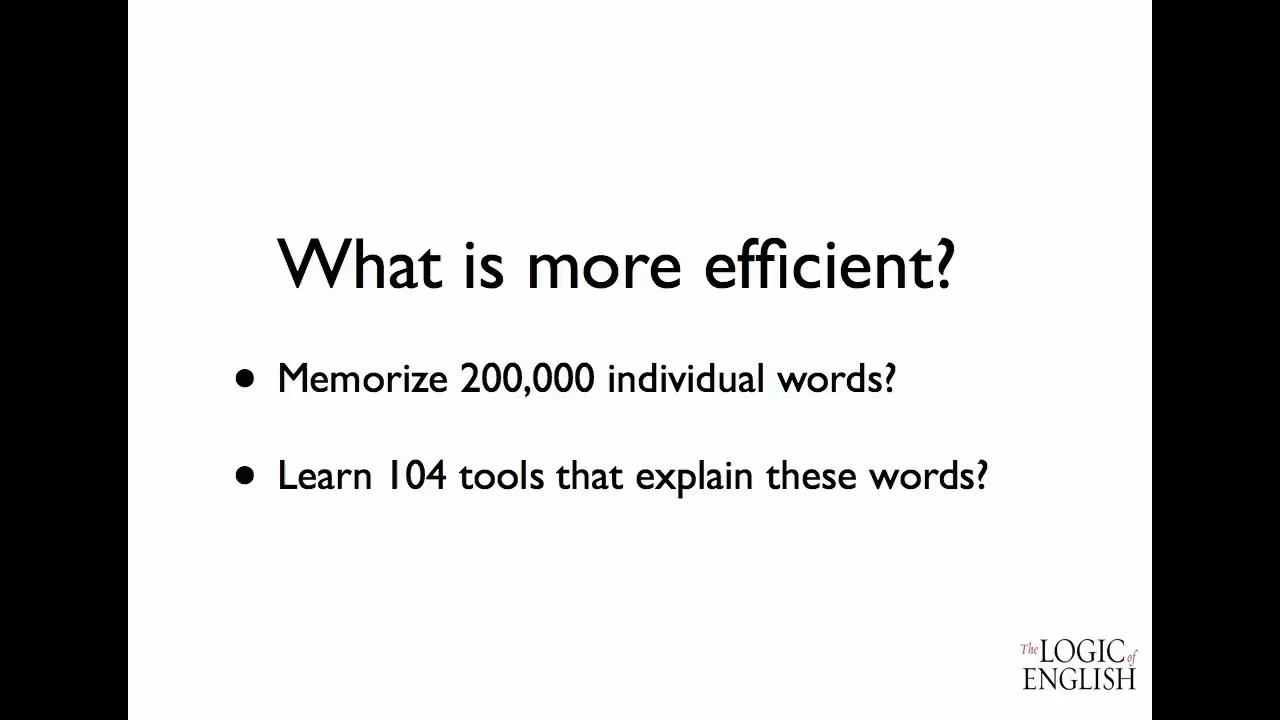 What is more efficient?
• Memorize 200,000 individual words?
• Learn 104 tools that explain these words?
The LOGIC of
ENGLISH